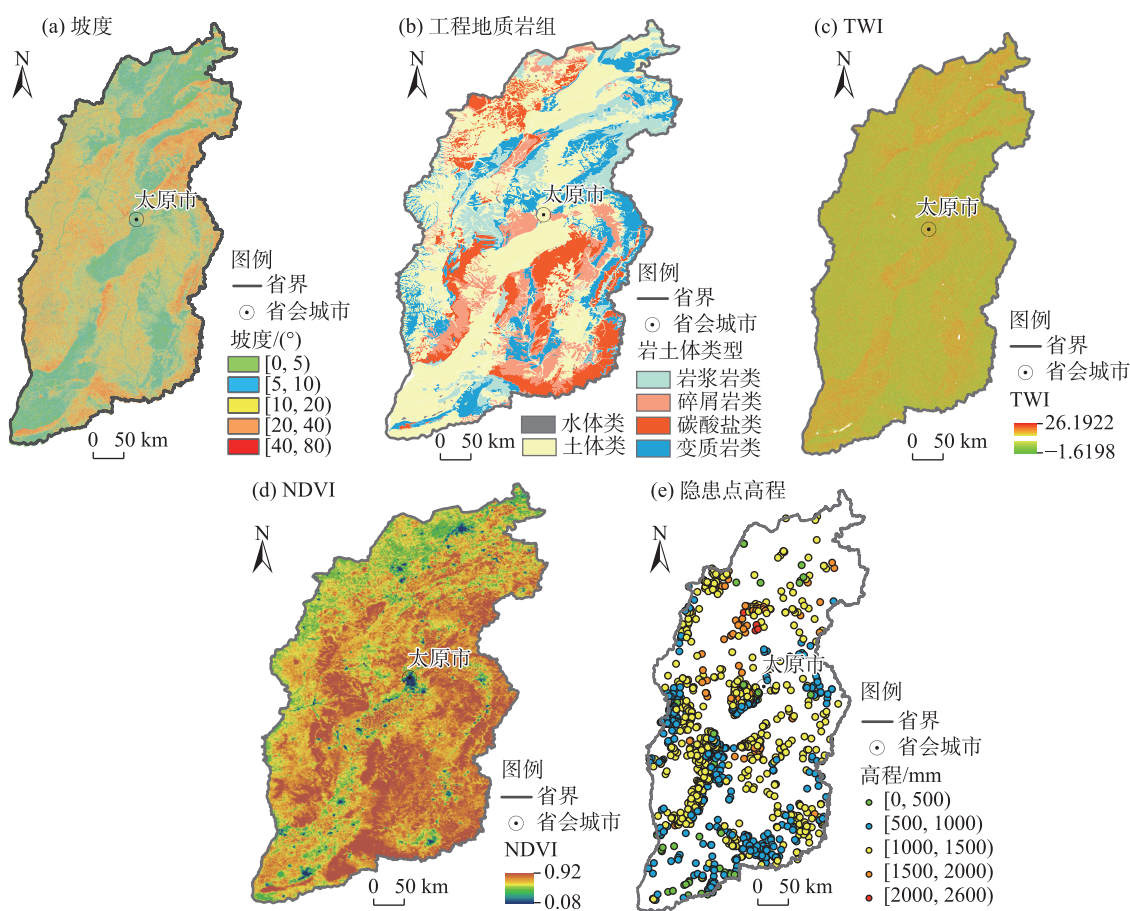 (a) 坡度
N
太原市
图例
省界
省会城市
坡度/(°)
[0, 5)
[5, 10)
[10, 20)
[20, 40)
[40, 80)
0 50 km
(b) 工程地质岩组
N
太原市
图例
省界
省会城市
岩土体类型
岩浆岩类
碎屑岩类
水体类
碳酸盐类
土体类
变质岩类
0 50 km
(c) TWI
N
太原市
图例
省界
省会城市
TWI
26.1922
−1.6198
0 50 km
(d) NDVI
N
太原市
图例
省界
省会城市
NDVI
0.92
0.08
0 50 km
(e) 隐患点高程
N
太原市
图例
省界
省会城市
高程/mm
[0, 500)
[500, 1000)
[1000, 1500)
[1500, 2000)
[2000, 2600)
0 50 km